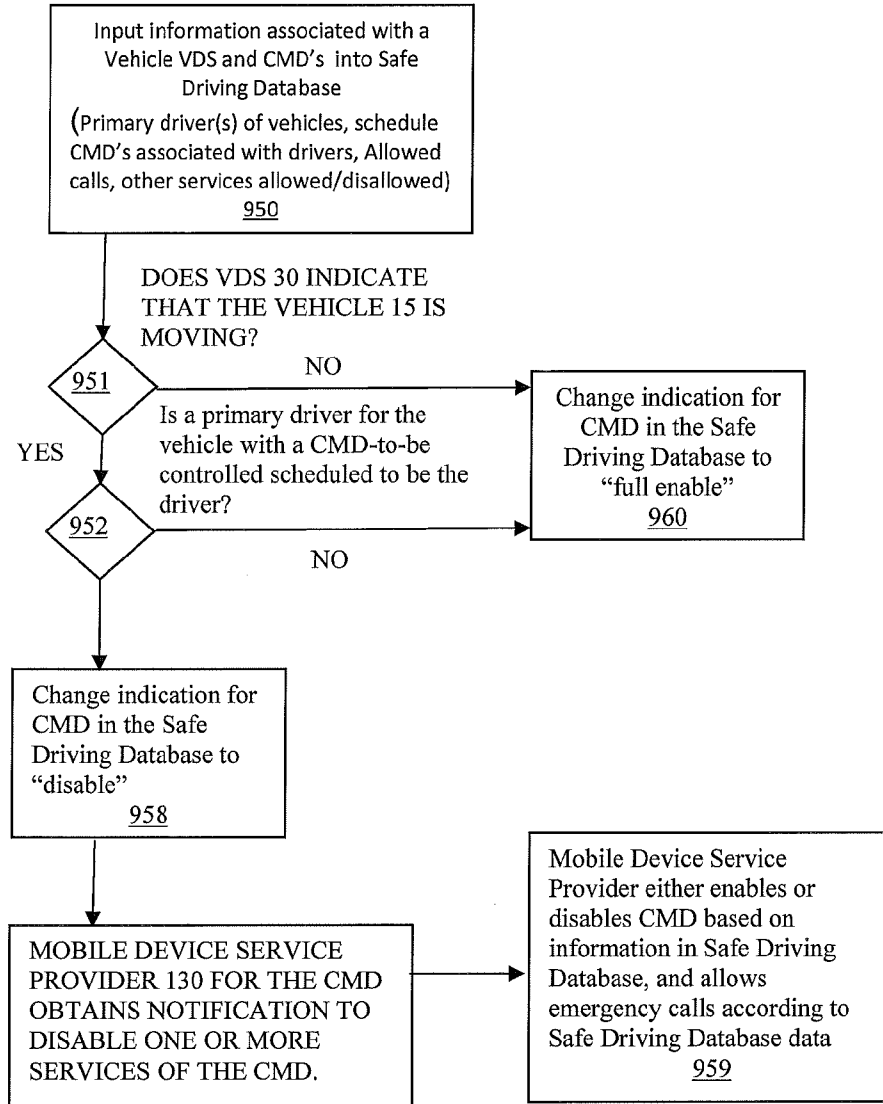 Input information associated with a
Vehicle VDS and CMD's into Safe
Driving Database
(Primary driver(s) of vehicles, schedule
CMD's associated with drivers, Allowed
calls, other services allowed/disallowed)
950
DOES VDS 30 INDICATE
THAT THE VEHICLE 15 IS
MOVING?
951
NO
YES
Change indication for
CMD in the Safe
Driving Database to
“full enable”
960
Is a primary driver for the
vehicle with a CMD-to-be
controlled scheduled to be the
driver?
952
NO
Change indication for
CMD in the Safe
Driving Database to
“disable”
958
MOBILE DEVICE SERVICE
PROVIDER 130 FOR THE CMD
OBTAINS NOTIFICATION TO
DISABLE ONE OR MORE
SERVICES OF THE CMD.
Mobile Device Service
Provider either enables or
disables CMD based on
information in Safe Driving
Database, and allows
emergency calls according to
Safe Driving Database data
959